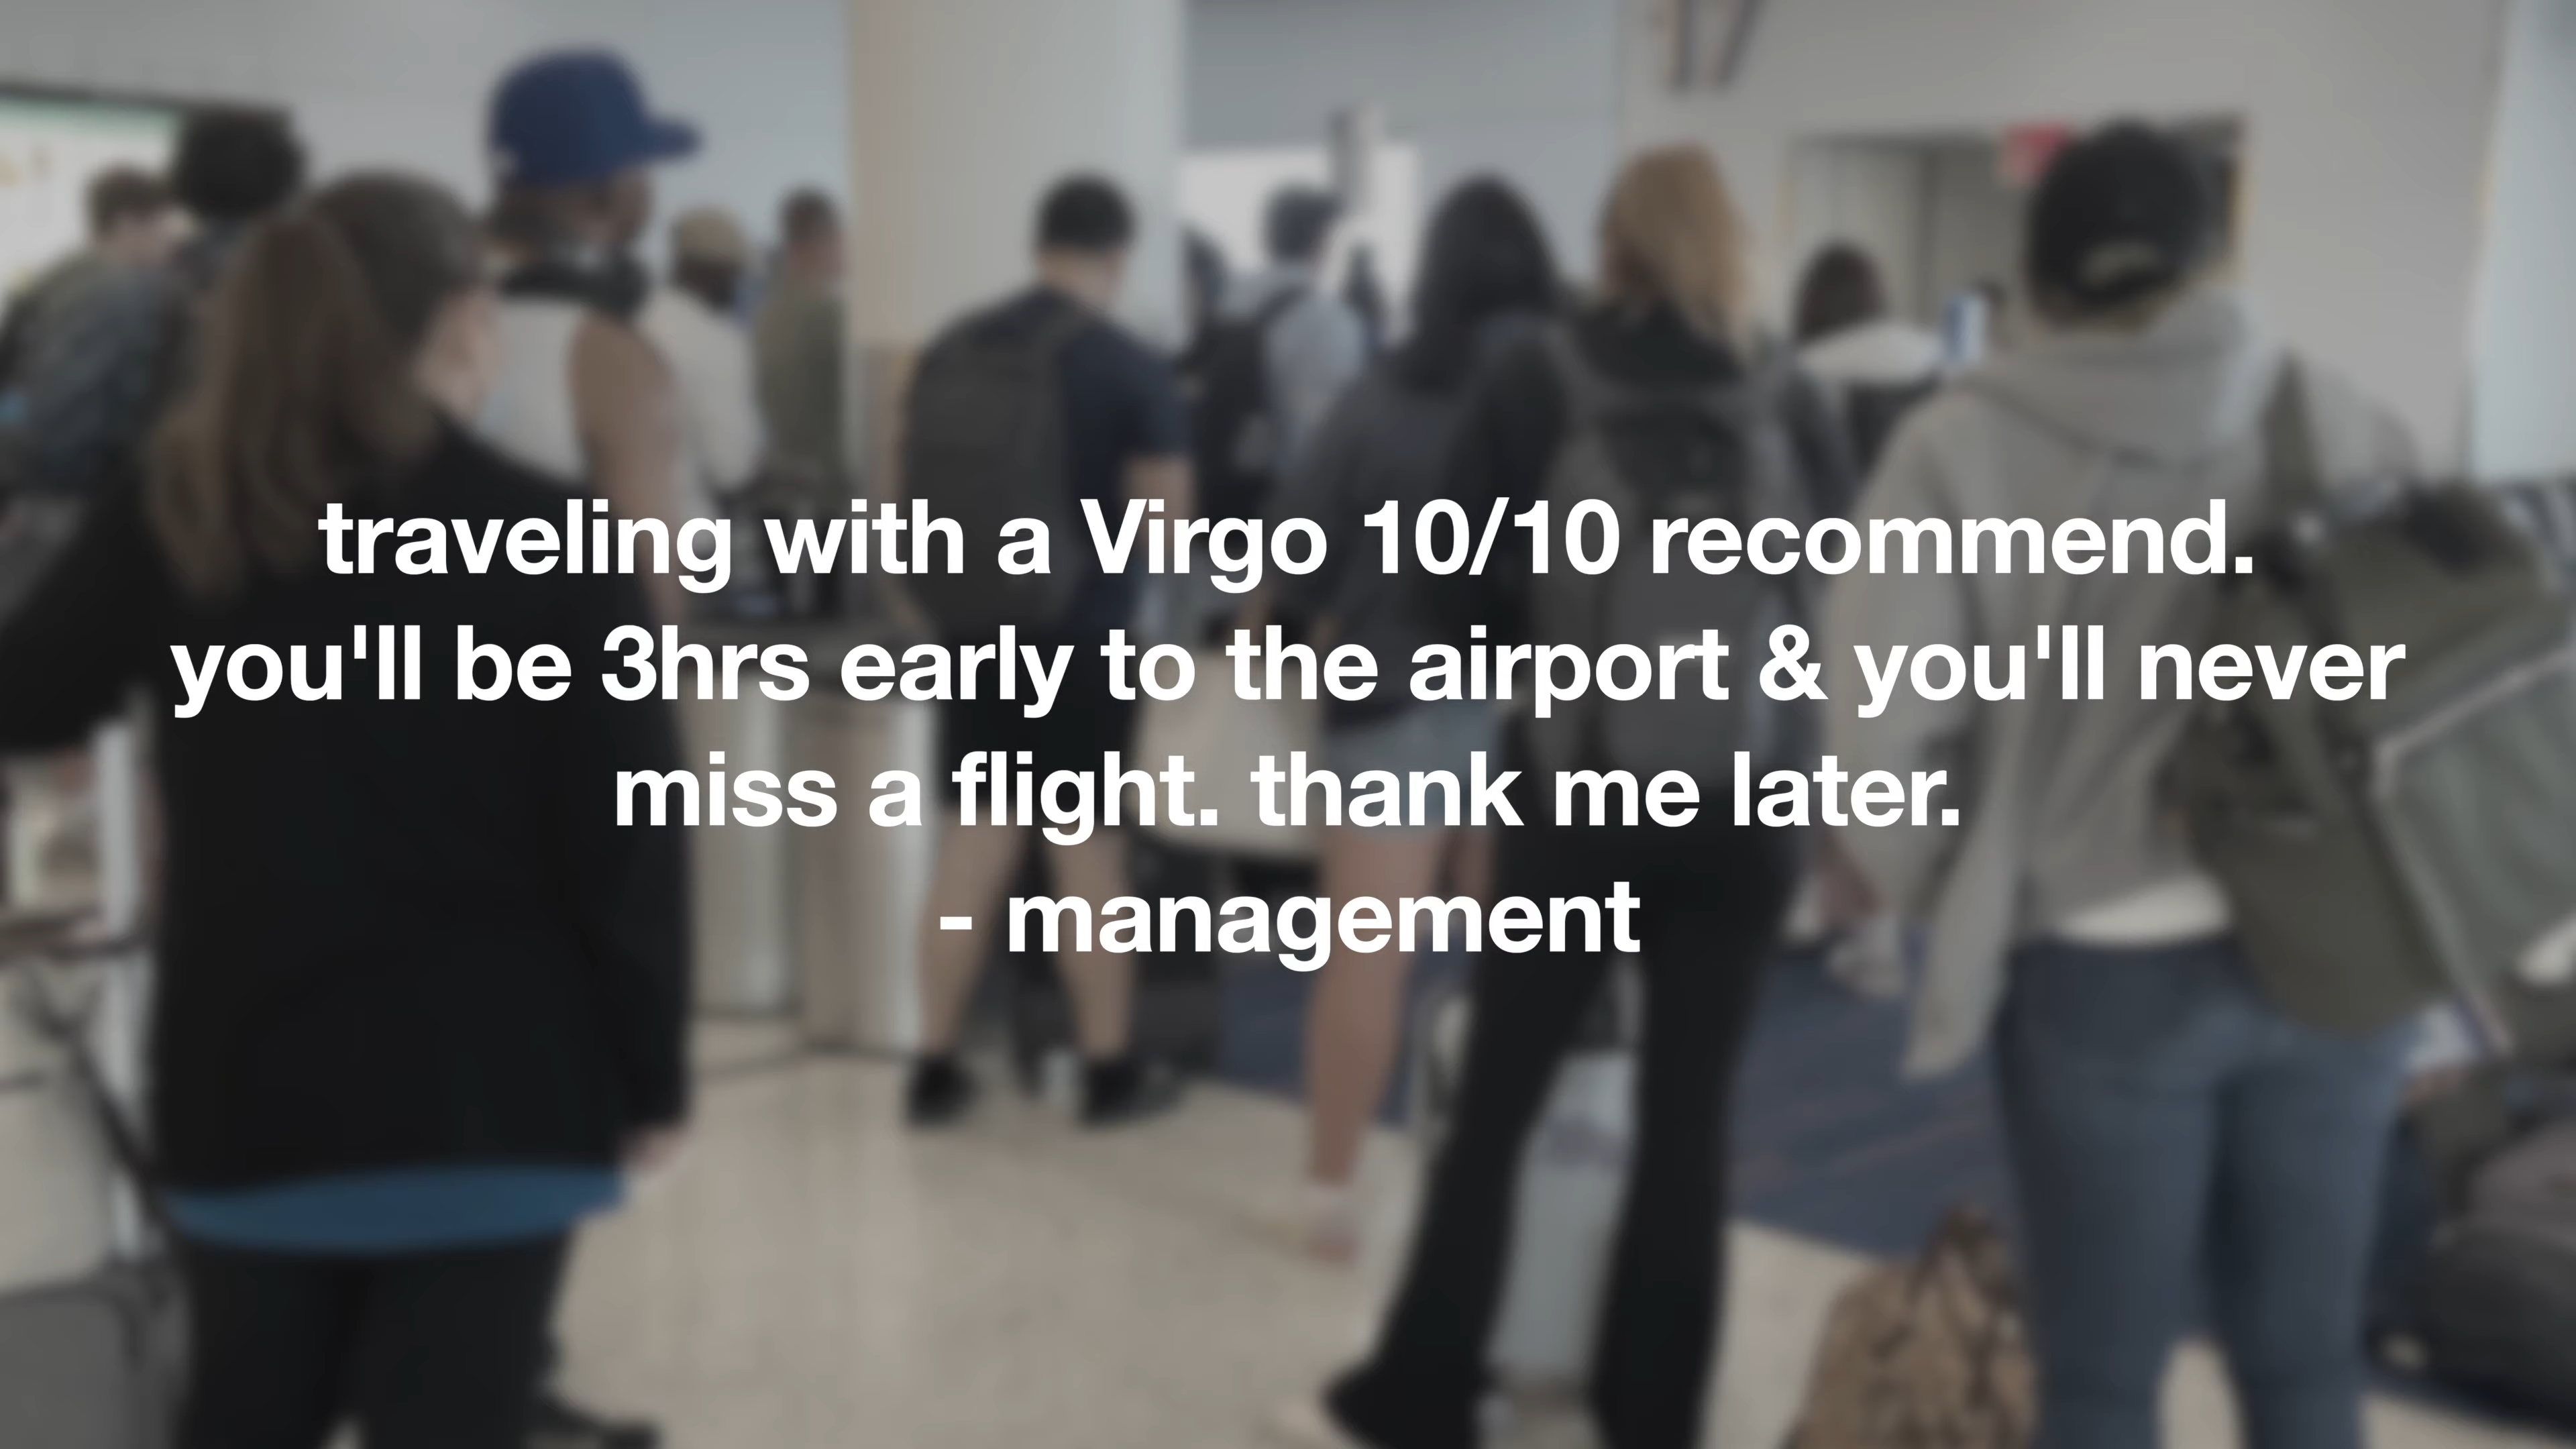 traveling with a Virgo 10/10 recommend.
you'll be 3hrs early to the airport & you'll never
miss a flight. thank me later.
- management